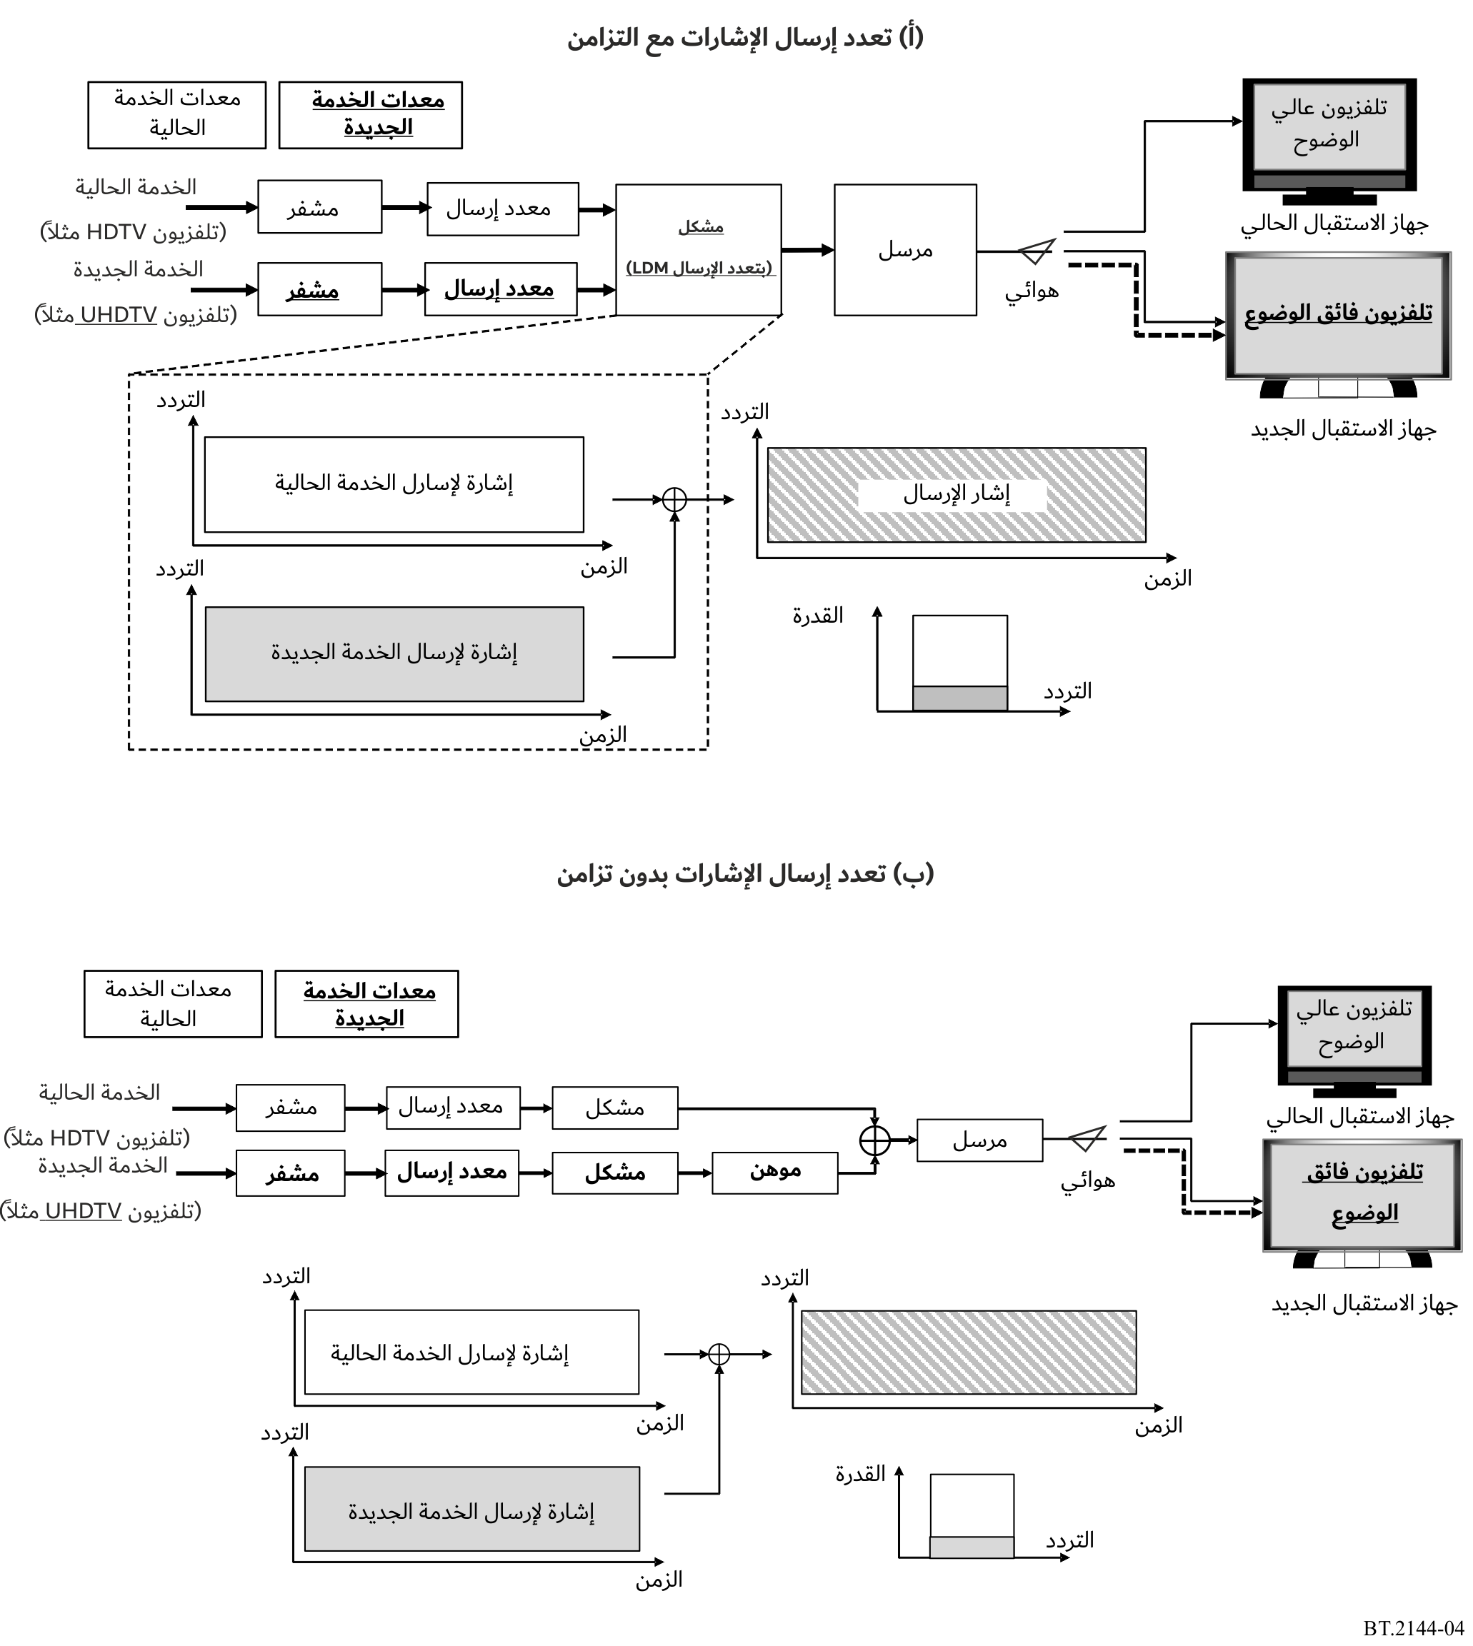 (أ) تعدد إرسال الإشارات مع التزامن
معدات الخدمة
الحالية
معدات الخدمة
الجديدة
تلفزيون عالي
الوضوح
جهاز الاستقبال الحالي
الخدمة الحالية
(تلفزيون HDTV مثلاً)
مشفر
معدد إرسال
مشكل
(بتعدد الإرسال LDM)
مرسل
هوائي
الخدمة الجديدة
(تلفزيون UHDTV مثلاً)
مشفر
معدد إرسال
تلفزيون فائق الوضوع
جهاز الاستقبال الجديد
التردد
إشارة لإسارل الخدمة الحالية
الزمن
التردد
إشار الإرسال
الزمن
التردد
إشارة لإرسال الخدمة الجديدة
الزمن
القدرة
التردد
(ب) تعدد إرسال الإشارات بدون تزامن
معدات الخدمة
الحالية
معدات الخدمة
الجديدة
تلفزيون عالي
الوضوح
جهاز الاستقبال الحالي
الخدمة الحالية
(تلفزيون HDTV مثلاً)
مشفر
معدد إرسال
مشكل
مرسل
هوائي
الخدمة الجديدة
(تلفزيون UHDTV مثلاً)
مشفر
معدد إرسال
مشكل
موهن
تلفزيون فائق
الوضوع
جهاز الاستقبال الجديد
التردد
إشارة لإسارل الخدمة الحالية
الزمن
التردد
الزمن
التردد
إشارة لإرسال الخدمة الجديدة
الزمن
القدرة
التردد
BT.2144-04